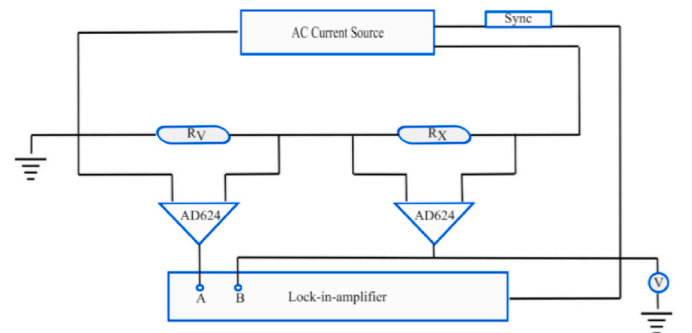 Sync
AC Current Source
RV
RX
AD624
AD624
V
A
B
Lock-in-amplifier